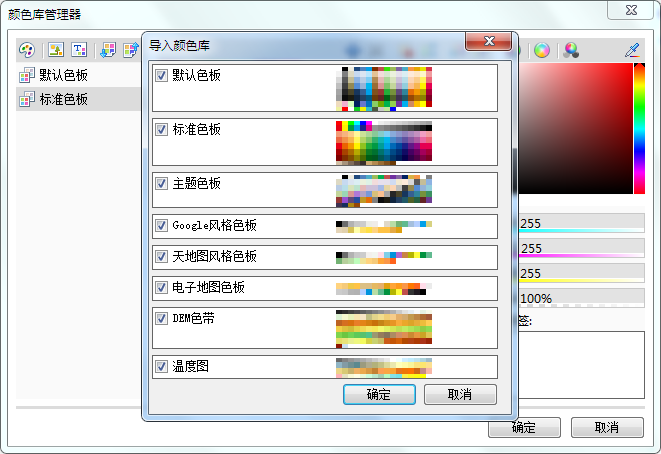 颜色库管理器
默认色板
标准色板
导入颜色库
默认色板
标准色板
主题色板
Google风格色板
天地图风格色板
电子地图色板
DEM色带
温度图
确定
取消
255
255
255
100%
签:
确定
取消